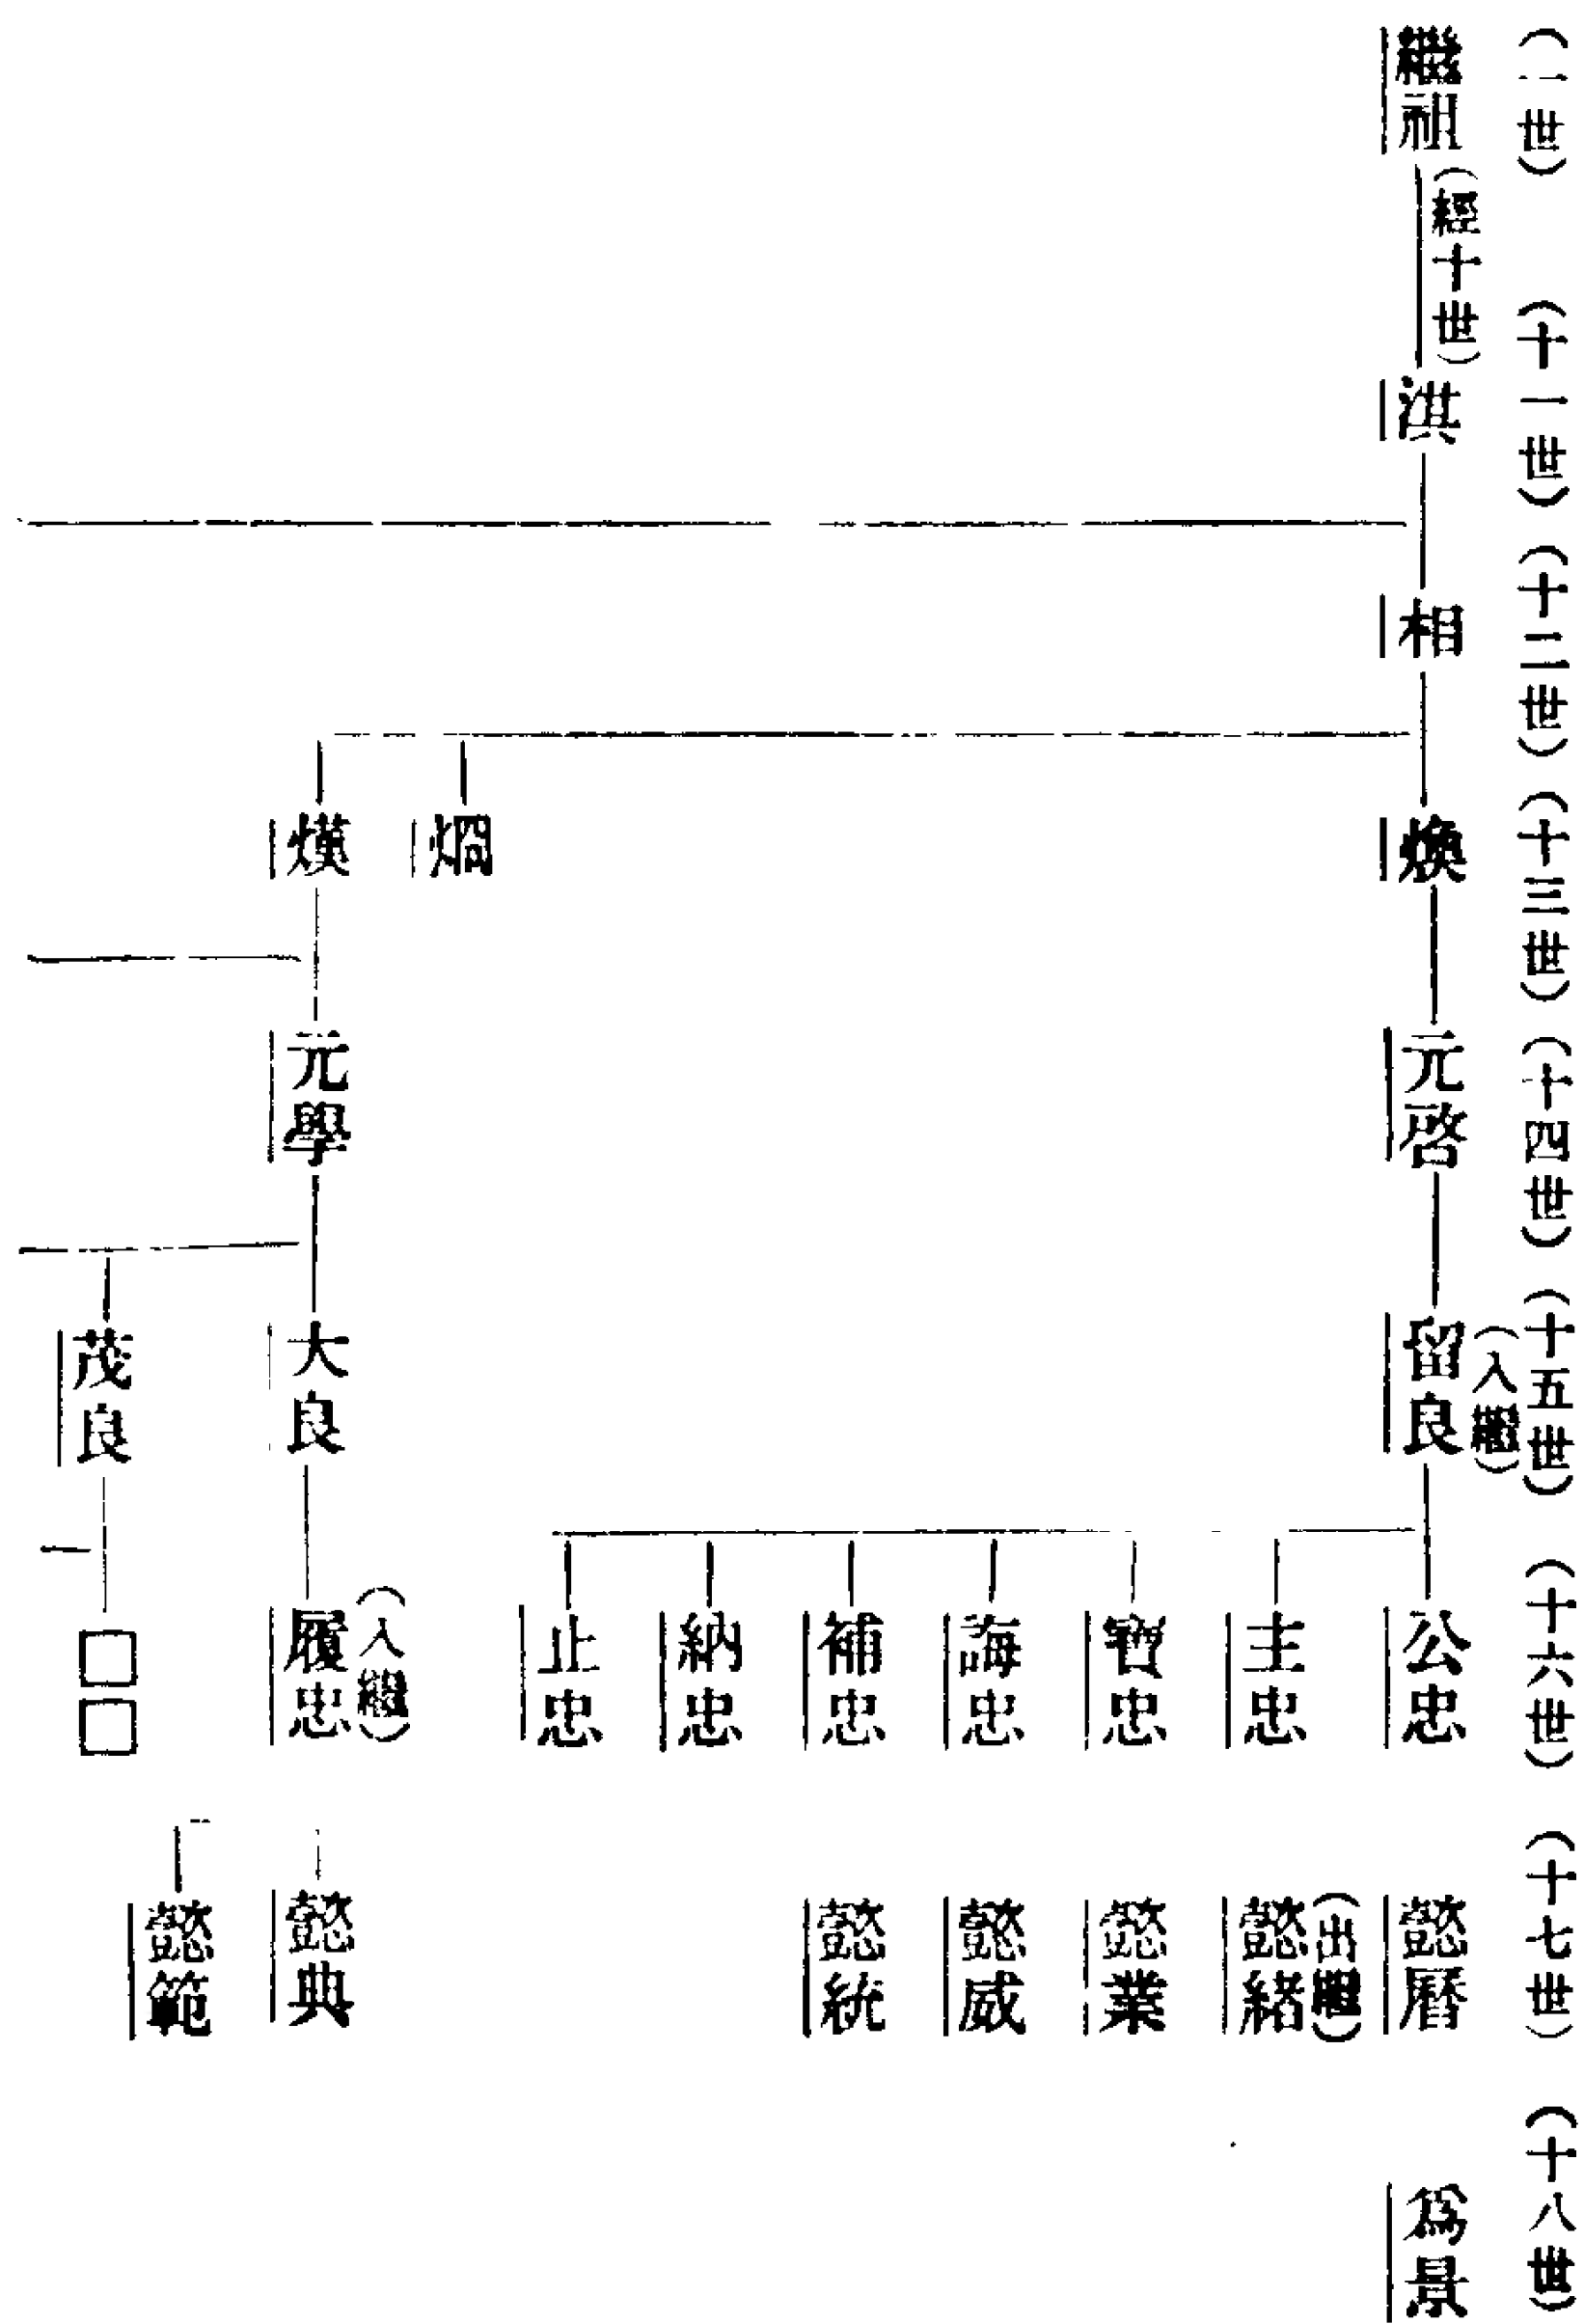 (一世)
(十一世)
(十二世)
(十三世)
(十四世)
(十五世)
(十六世)
(十七世)
(十八世)
繼祖
(經十世)
洪
相
煥
元啓
留良
(入繼)
公忠
懿曆
爲景
主忠
懿緒
(出繼)
寶忠
懿業
誨忠
懿威
補忠
懿統
納忠
止忠
熯
元學
大良
履忠
(入繼)
懿典
懿範
茂良
□□